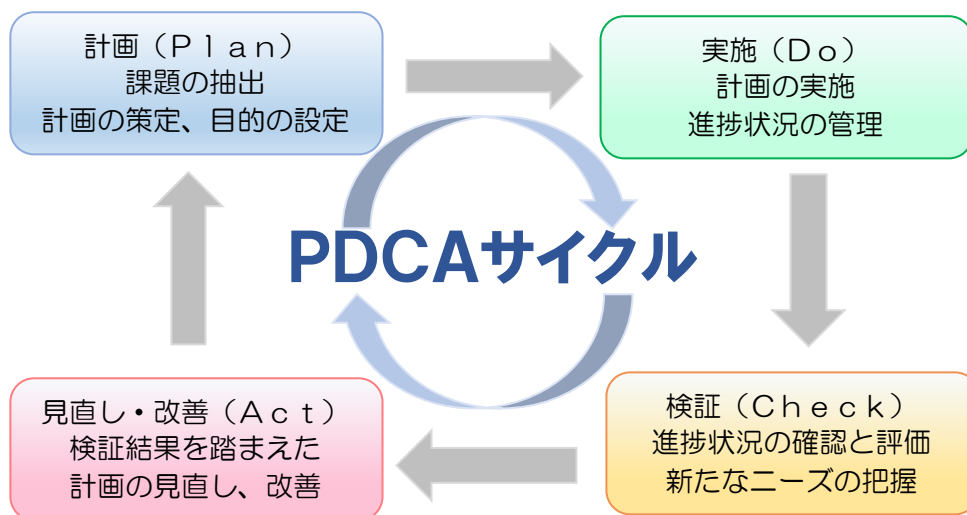 計画（Ｐｌａｎ）
課題の抽出
計画の策定、目的の設定
実施（Ｄｏ）
計画の実施
進捗状況の管理
PDCAサイクル
見直し・改善（Ａｃｔ）
検証結果を踏まえた
計画の見直し、改善
検証（Ｃｈｅｃｋ）
進捗状況の確認と評価
新たなニーズの把握